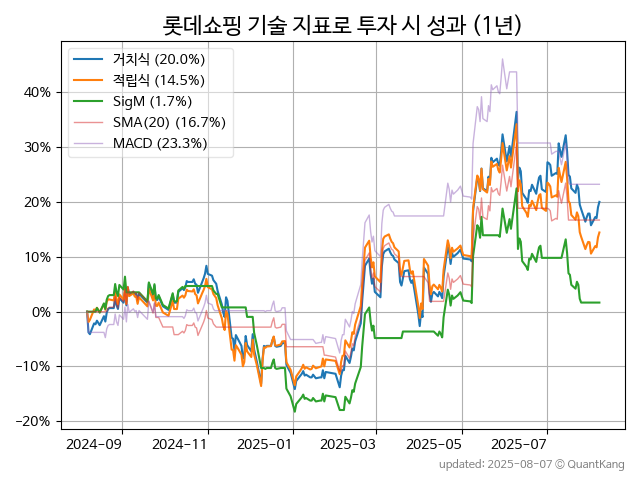 롯데쇼핑 기술 지표로 투자 시 성과 (1년)
거치식 (20.0%)
적립식 (14.5%)
SigM (1.7%)
SMA(20) (16.7%)
MACD (23.3%)
40%
30%
20%
10%
0%
−10%
−20%
2024-09
2024-11
2025-01
2025-03
2025-05
2025-07
updated: 2025-08-07 © QuantKang